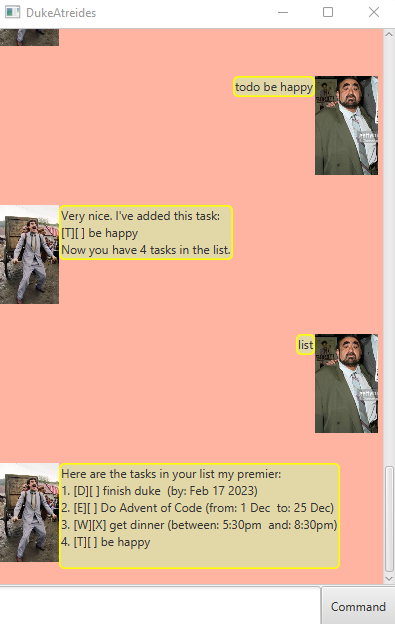 DukeAtreides
todo be happy
Very nice. I've added this task:
[T][ ] be happy
Now you have 4 tasks in the list.
list
Here are the tasks in your list my premier:
1. [D][ ] finish duke  (by: Feb 17 2023)
2. [E][ ] Do Advent of Code (from: 1 Dec  to: 25 Dec)
3. [W][X] get dinner (between: 5:30pm  and: 8:30pm)
4. [T][ ] be happy
Command